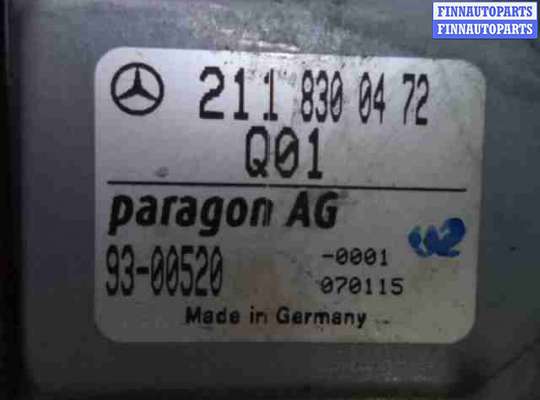 FINNAUTOPARTS
FINNAUTOPARTS
211 830 04 72
Q01
paragon AG
93-00520 -0001
070115
Made in Germany